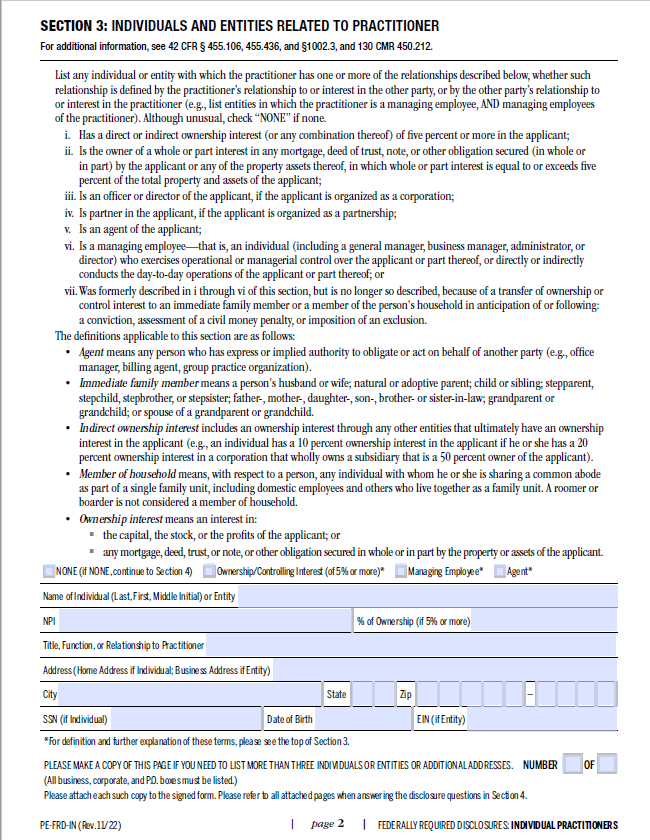 SECTION 3: INDIVIDUALS AND ENTITIES RELATED TO PRACTITIONER
For additional information, see 42 CFR § 455.106, 455.436, and §1002.3, and 130 CMR 450.212.
List any individual or entity with which the practitioner has one or more of the relationships described below, whether such
relationship is defined by the practitioner's relationship to or interest in the other party, or by the other party's relationship to
or interest in the practitioner (e.g., list entities in which the practitioner is a managing employee, AND managing employees
of the practitioner). Although unusual, check "NONE" if none.
i. Has a direct or indirect ownership interest (or any combination thereof) of five percent or more in the applicant;
ii. Is the owner of a whole or part interest in any mortgage, deed of trust, note, or other obligation secured (in whole or
in part) by the applicant or any of the property assets thereof, in which whole or part interest is equal to or exceeds five
percent of the total property and assets of the applicant;
iii. Is an officer or director of the applicant, if the applicant is organized as a corporation;
iv. Is partner in the applicant, if the applicant is organized as a partnership;
v. Is an agent of the applicant;
vi. Is a managing employee—that is, an individual (including a general manager, business manager, administrator, or
director) who exercises operational or managerial control over the applicant or part thereof, or directly or indirectly
conducts the day-to-day operations of the applicant or part thereof; or
vii. Was formerly described in i through vi of this section, but is no longer so described, because of a transfer of ownership or
control interest to an immediate family member or a member of the person's household in anticipation of or following:
a conviction, assessment of a civil money penalty, or imposition of an exclusion.
The definitions applicable to this section are as follows:
• Agent means any person who has express or implied authority to obligate or act on behalf of another party (e.g., office
manager, billing agent, group practice organization).
• Immediate family member means a person's husband or wife; natural or adoptive parent; child or sibling; stepparent,
stepchild, stepbrother, or stepsister; father-, mother-, daughter-, son-, brother- or sister-in-law; grandparent or
grandchild; or spouse of a grandparent or grandchild.
• Indirect ownership interest includes an ownership interest through any other entities that ultimately have an ownership
interest in the applicant (e.g., an individual has a 10 percent ownership interest in the applicant if he or she has a 20
percent ownership interest in a corporation that wholly owns a subsidiary that is a 50 percent owner of the applicant).
• Member of household means, with respect to a person, any individual with whom he or she is sharing a common abode
as part of a single family unit, including domestic employees and others who live together as a family unit. A roomer or
boarder is not considered a member of household.
• Ownership interest means an interest in:
▪ the capital, the stock, or the profits of the applicant; or
▪ any mortgage, deed, trust, or note, or other obligation secured in whole or in part by the property or assets of the applicant.
NONE (if NONE, continue to Section 4) Ownership/Controlling Interest (of 5% or more)* Managing Employee* Agent*
Name of Individual (Last, First, Middle Initial) or Entity
NPI % of Ownership (if 5% or more)
Title, Function, or Relationship to Practitioner
Address (Home Address if Individual; Business Address if Entity)
City State Zip –
SSN (if Individual) Date of Birth EIN (if Entity)
*For definition and further explanation of these terms, please see the top of Section 3.
PLEASE MAKE A COPY OF THIS PAGE IF YOU NEED TO LIST MORE THAN THREE INDIVIDUALS OR ENTITIES OR ADDITIONAL ADDRESSES. NUMBER OF
(All business, corporate, and P.O. boxes must be listed.)
Please attach each such copy to the signed form. Please refer to all attached pages when answering the disclosure questions in Section 4.
PE-FRD-IN (Rev. 11/22) | page 2 | FEDERALLY REQUIRED DISCLOSURES: INDIVIDUAL PRACTITIONERS